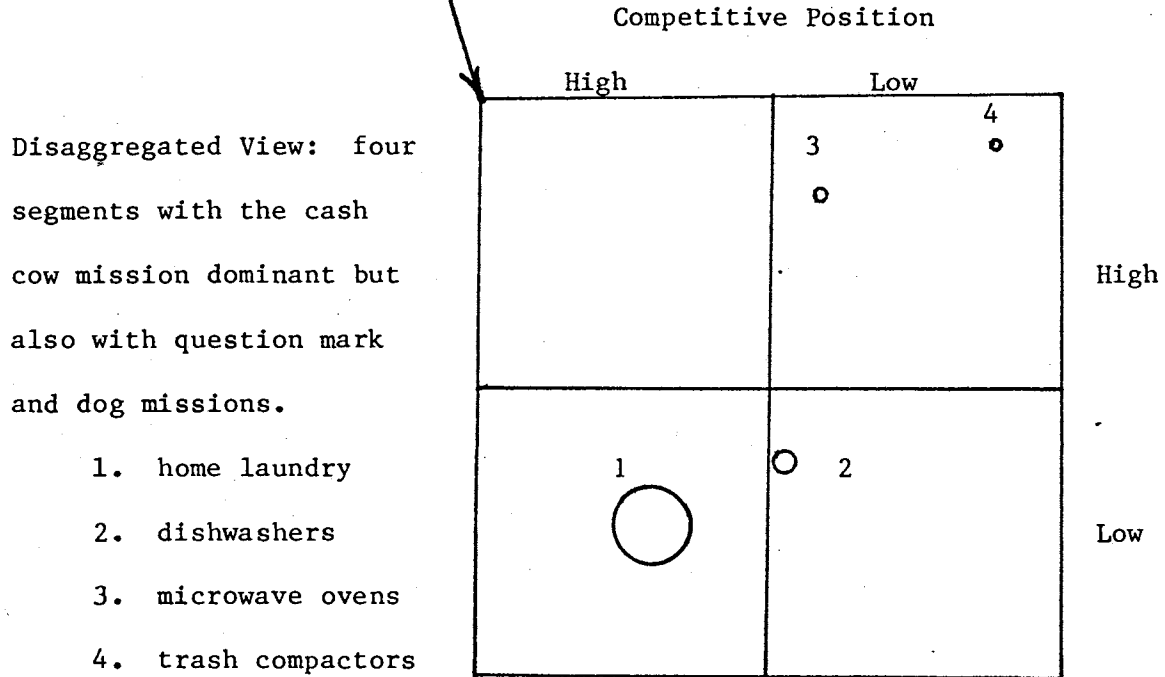 Competitive Position
High Low
4
3
Disaggregated View: four
segments with the cash
cow mission dominant but
also with question mark
and dog missions.
High
1. home laundry
2. dishwashers
3. microwave ovens
4. trash compactors
1
2
Low